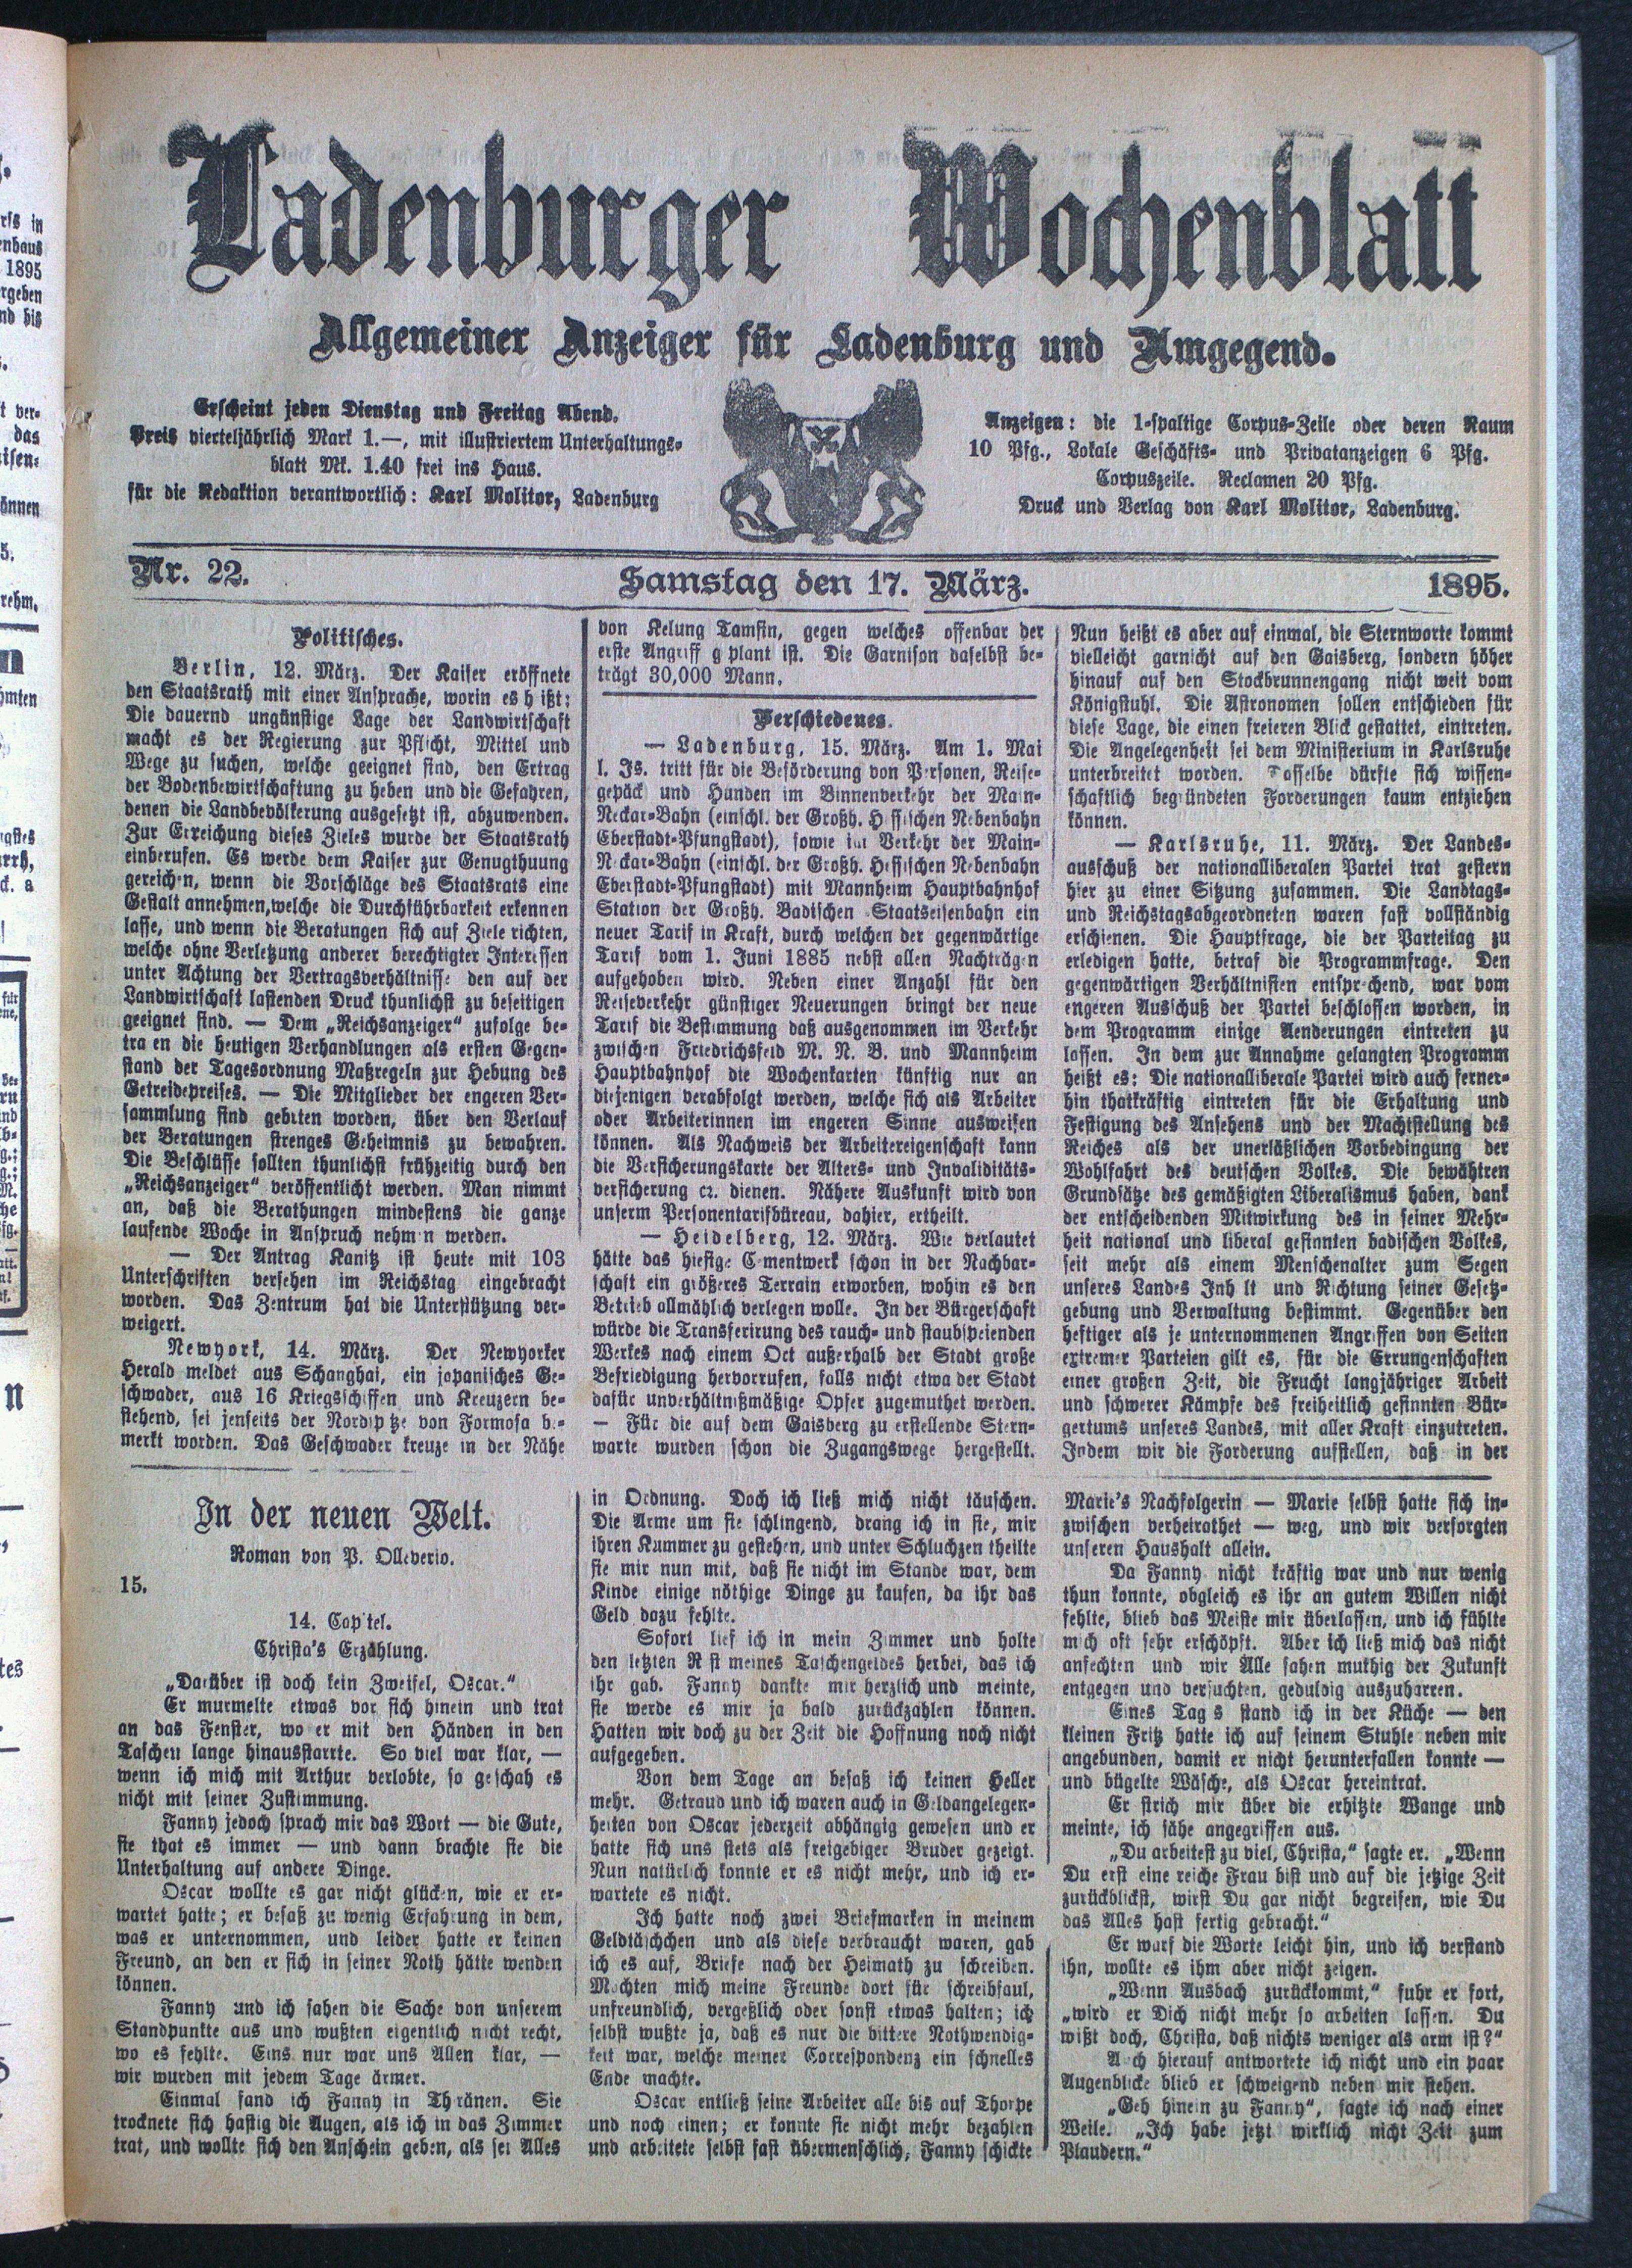 Ladenburger Wochenblatt
Allgemeiner Anzeiger für Ladenburg und Umgegend.
Erscheint jeden Dienstag und Freitag Abend.
Preis vierteljährlich Mark 1.—, mit illustriertem Unterhaltungs-
blatt Mk. 1.40 frei ins Haus.
für die Redaktion verantwortlich: Karl Molitor, Ladenburg
Anzeigen: die 1-spaltige Corpus-Zeile oder deren Raum
10 Pfg., Lokale Geschäfts- und Privatanzeigen 6 Pfg.
Corpuszeile. Reclamen 20 Pfg.
Druck und Verlag von Karl Molitor, Ladenburg.
Nr. 22. Samstag den 17. März. 1895.
Politisches.
Berlin, 12. März. Der Kaiser eröffnete
den Staatsrath mit einer Ansprache, worin es h ißt:
Die dauernd ungünstige Lage der Landwirtschaft
macht es der Regierung zur Pflicht, Mittel und
Wege zu suchen, welche geeignet sind, den Ertrag
der Bodenbewirtschaftung zu heben und die Gefahren,
denen die Landbevölkerung ausgesetzt ist, abzuwenden.
Zur Erreichung dieses Zieles wurde der Staatsrath
einberufen. Es werde dem Kaiser zur Genugthuung
gereichen, wenn die Vorschläge des Staatsrats eine
Gestalt annehmen, welche die Durchführbarkeit erkennen
lasse, und wenn die Beratungen sich auf Ziele richten,
welche ohne Verletzung anderer berechtigter Interessen
unter Achtung der Vertragsverhältnisse den auf der
Landwirtschaft lastenden Druck thunlichst zu beseitigen
geeignet sind. — Dem „Reichsanzeiger“ zufolge be-
tra en die heutigen Verhandlungen als ersten Gegen-
stand der Tagesordnung Maßregeln zur Hebung des
Getreidepreises. — Die Mitglieder der engeren Ver-
sammlung sind gebeten worden, über den Verlauf
der Beratungen strenges Geheimnis zu bewahren.
Die Beschlüsse sollten thunlichst frühzeitig durch den
„Reichsanzeiger“ veröffentlicht werden. Man nimmt
an, daß die Berathungen mindestens die ganze
laufende Woche in Anspruch nehm n werden.
— Der Antrag Kanitz ist heute mit 103
Unterschriften versehen im Reichstag eingebracht
worden. Das Zentrum hat die Unterstützung ver-
weigert.
Newyork, 14. März. Der Newyorker
Herald meldet aus Schanghai, ein japanisches Ge-
schwader, aus 16 Kriegsschiffen und Kreuzern be-
stehend, sei jenseits der Nordsp tze von Formosa be-
merkt worden. Das Geschwader kreuze in der Nähe
von Kelung Tamsin, gegen welches offenbar der
erste Angriff g plant ist. Die Garnison daselbst be-
trägt 30,000 Mann.
Verschiedenes.
— Ladenburg, 15. März. Am 1. Mai
l. Js. tritt für die Beförderung von Personen, Reise-
gepäck und Hunden im Binnenverkehr der Main-
Neckar-Bahn (einschl. der Großh. H ssischen Nebenbahn
Eberstadt-Pfungstadt), sowie im Verkehr der Main-
Neckar-Bahn (einschl. der Großh. Hessischen Nebenbahn
Eberstadt-Pfungstadt) mit Mannheim Hauptbahnhof
Station der Großh. Badischen Staatseisenbahn ein
neuer Tarif in Kraft, durch welchen der gegenwärtige
Tarif vom 1. Juni 1885 nebst allen Nachträgen
aufgehoben wird. Neben einer Anzahl für den
Reiseverkehr günstiger Neuerungen bringt der neue
Tarif die Bestimmung daß ausgenommen im Verkehr
zwischen Friedrichsfeld M. N. B. und Mannheim
Hauptbahnhof die Wochenkarten künftig nur an
diejenigen verabfolgt werden, welche sich als Arbeiter
oder Arbeiterinnen im engeren Sinne ausweisen
können. Als Nachweis der Arbeitereigenschaft kann
die Versicherungskarte der Alters- und Invaliditäts-
versicherung cz. dienen. Nähere Auskunft wird von
unserm Personentarifbüreau, dahier, ertheilt.
— Heidelberg, 12. März. Wie verlautet
hätte das hiesige Cementwerk schon in der Nachbar-
schaft ein größeres Terrain erworben, wohin es den
Betrieb allmählich verlegen wolle. In der Bürgerschaft
würde die Transferirung des rauch- und staubspeienden
Werkes nach einem Oct außerhalb der Stadt große
Befriedigung hervorrufen, falls nicht etwa der Stadt
dafür unverhältnißmäßige Opfer zugemuthet werden.
— Für die auf dem Gaisberg zu erstellende Stern-
warte wurden schon die Zugangswege hergestellt.
Nun heißt es aber auf einmal, die Sternworte kommt
vielleicht garnicht auf den Gaisberg, sondern höher
hinauf auf den Stockbrunnengang nicht weit vom
Königstuhl. Die Astronomen sollen entschieden für
diese Lage, die einen freieren Blick gestattet, eintreten.
Die Angelegenheit sei dem Ministerium in Karlsruhe
unterbreitet worden. Dasselbe dürfte sich wissen-
schaftlich begründeten Forderungen kaum entziehen
können.
— Karlsruhe, 11. März. Der Landes-
ausschuß der nationalliberalen Partei trat gestern
hier zu einer Sitzung zusammen. Die Landtags-
und Reichstagsabgeordneten waren fast vollständig
erschienen. Die Hauptfrage, die der Parteitag zu
erledigen hatte, betraf die Programmfrage. Den
gegenwärtigen Verhältnissen entsprechend, war vom
engeren Ausschuß der Partei beschlossen worden, in
dem Programm einige Aenderungen eintreten zu
lassen. In dem zur Annahme gelangten Programm
heißt es: Die nationalliberale Partei wird auch ferner-
hin thatkräftig eintreten für die Erhaltung und
Festigung des Ansehens und der Machtstellung des
Reiches als der unerläßlichen Vorbedingung der
Wohlfahrt des deutschen Volkes. Die bewährten
Grundsätze des gemäßigten Liberalismus haben, dank
der entscheidenden Mitwirkung des in seiner Mehr-
heit national und liberal gesinnten badischen Volkes,
seit mehr als einem Menschenalter zum Segen
unseres Landes Inh lt und Richtung seiner Gesetz-
gebung und Verwaltung bestimmt. Gegenüber den
heftiger als je unternommenen Angriffen von Seiten
extremer Parteien gilt es, für die Errungenschaften
einer großen Zeit, die Frucht langjähriger Arbeit
und schwerer Kämpfe des freiheitlich gesinnten Bür-
gertums unseres Landes, mit aller Kraft einzutreten.
Indem wir die Forderung aufstellen, daß in der
In der neuen Welt.
Roman von P. Olleverio.
15.
14. Cap'tel.
Christa's Erzählung.
„Darüber ist doch kein Zweifel, Oscar.“
Er murmelte etwas vor sich hinein und trat
an das Fenster, wo er mit den Händen in den
Taschen lange hinausstarrte. So viel war klar, —
wenn ich mich mit Arthur verlobte, so geschah es
nicht mit seiner Zustimmung.
Fanny jedoch sprach mir das Wort — die Gute,
sie that es immer — und dann brachte sie die
Unterhaltung auf andere Dinge.
Oscar wollte es gar nicht glücken, wie er er-
wartet hatte; er besaß zu wenig Erfahrung in dem,
was er unternommen, und leider hatte er keinen
Freund, an den er sich in seiner Noth hätte wenden
können.
Fanny und ich sahen die Sache von unserem
Standpunkte aus und wußten eigentlich nicht recht,
wo es fehlte. Eins nur war uns Allen klar, —
wir wurden mit jedem Tage ärmer.
Einmal fand ich Fanny in Thränen. Sie
trocknete sich hastig die Augen, als ich in das Zimmer
trat, und wollte sich den Anschein geben, als sei Alles
in Ordnung. Doch ich ließ mich nicht täuschen.
Die Arme um sie schlingend, drang ich in sie, mir
ihren Kummer zu gestehen, und unter Schluchzen theilte
sie mir nun mit, daß sie nicht im Stande war, dem
Kinde einige nöthige Dinge zu kaufen, da ihr das
Geld dazu fehlte.
Sofort lief ich in mein Zimmer und holte
den letzten R st meines Taschengeldes herbei, das ich
ihr gab. Fanny dankte mir herzlich und meinte,
sie werde es mir ja bald zurückzahlen können.
Hatten wir doch zu der Zeit die Hoffnung noch nicht
aufgegeben.
Von dem Tage an besaß ich keinen Heller
mehr. Getraud und ich waren auch in Geldangelegen-
heiten von Oscar jederzeit abhängig gewesen und er
hatte sich uns stets als freigebiger Bruder gezeigt.
Nun natürlich konnte er es nicht mehr, und ich er-
wartete es nicht.
Ich hatte noch zwei Briefmarken in meinem
Geldtäschchen und als diese verbraucht waren, gab
ich es auf, Briefe nach der Heimath zu schreiben.
Mochten mich meine Freunde dort für schreibfaul,
unfreundlich, vergeßlich oder sonst etwas halten; ich
selbst wußte ja, daß es nur die bittere Nothwendig-
keit war, welche meiner Correspondenz ein schnelles
Ende machte.
Oscar entließ seine Arbeiter alle bis auf Thorpe
und noch einen; er konnte sie nicht mehr bezahlen
und arbeitete selbst fast übermenschlich, Fanny schickte
Marie's Nachfolgerin — Marie selbst hatte sich in-
zwischen verheirathet — weg, und wir versorgten
unseren Haushalt allein.
Da Fanny nicht kräftig war und nur wenig
thun konnte, obgleich es ihr an gutem Willen nicht
fehlte, blieb das Meiste mir überlassen, und ich fühlte
mich oft sehr erschöpft. Aber ich ließ mich das nicht
anfechten und wir Alle sahen muthig der Zukunft
entgegen und versuchten, geduldig auszuharren.
Eines Tag s stand ich in der Küche — den
kleinen Fritz hatte ich auf seinem Stuhle neben mir
angebunden, damit er nicht herunterfallen konnte —
und bügelte Wäsche, als Oscar hereintrat.
Er strich mir über die erhitzte Wange und
meinte, ich sähe angegriffen aus.
„Du arbeitest zu viel, Christa,“ sagte er. „Wenn
Du erst eine reiche Frau bist und auf die jetzige Zeit
zurückblickst, wirst Du gar nicht begreifen, wie Du
das Alles hast fertig gebracht.“
Er warf die Worte leicht hin, und ich verstand
ihn, wollte es ihm aber nicht zeigen.
„Wenn Ausbach zurückkommt,“ fuhr er fort,
„wird er Dich nicht mehr so arbeiten lassen. Du
wißt doch, Christa, daß nichts weniger als arm ist?“
A ch hierauf antwortete ich nicht und ein paar
Augenblicke blieb er schweigend neben mir stehen.
„Geh hinein zu Fanny“, sagte ich nach einer
Weile. „Ich habe jetzt wirklich nicht Zeit zum
Plaudern.“